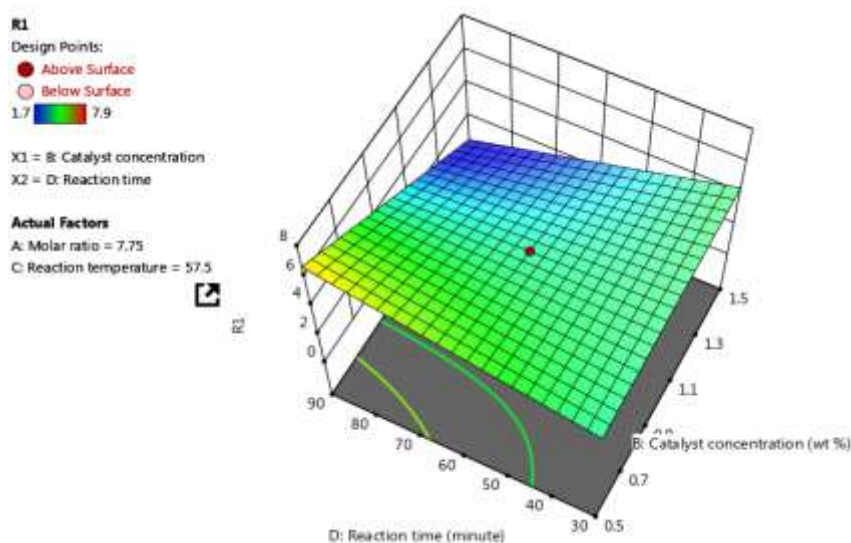 R1
Design Points:
Above Surface
Below Surface
1.7 7.9
X1 = B: Catalyst concentration
X2 = D: Reaction time
Actual Factors
A: Molar ratio = 7.75
C: Reaction temperature = 57.5
8
6
4
2
0
R1
90
80
70
60
50
40
30
0.5
0.7
1.1
1.3
1.5
B: Catalyst concentration (wt %)
D: Reaction time (minute)